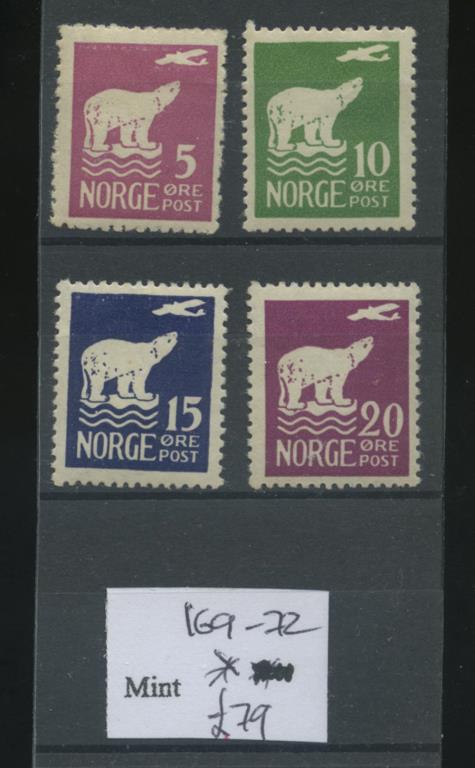 5
NORGE ØRE POST
10
NORGE ØRE POST
15
NORGE ØRE POST
20
NORGE ØRE POST
169-72
Mint *
£79